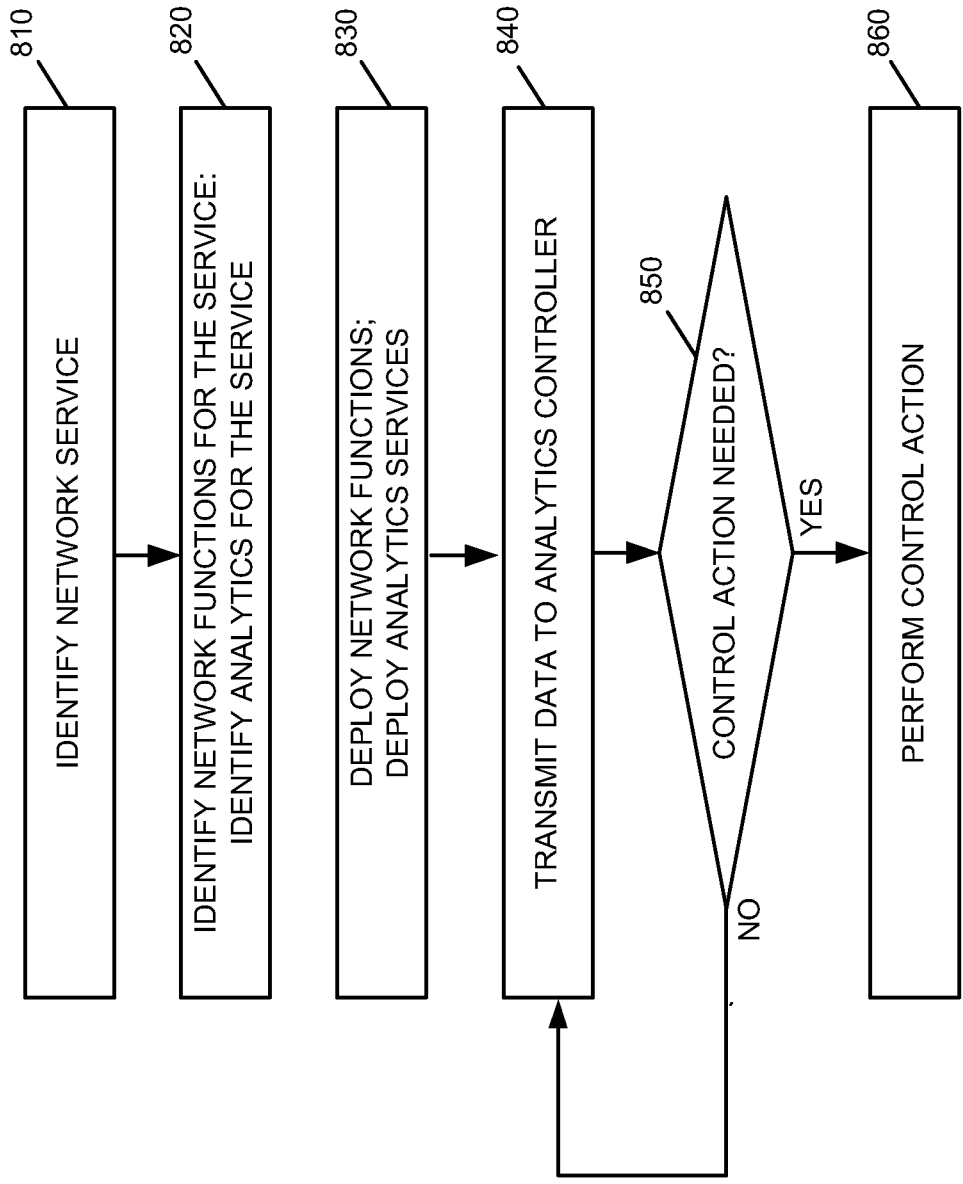 810
IDENTIFY NETWORK SERVICE
820
IDENTIFY NETWORK FUNCTIONS FOR THE SERVICE:
IDENTIFY ANALYTICS FOR THE SERVICE
830
DEPLOY NETWORK FUNCTIONS;
DEPLOY ANALYTICS SERVICES
840
TRANSMIT DATA TO ANALYTICS CONTROLLER
850
CONTROL ACTION NEEDED?
NO
YES
860
PERFORM CONTROL ACTION